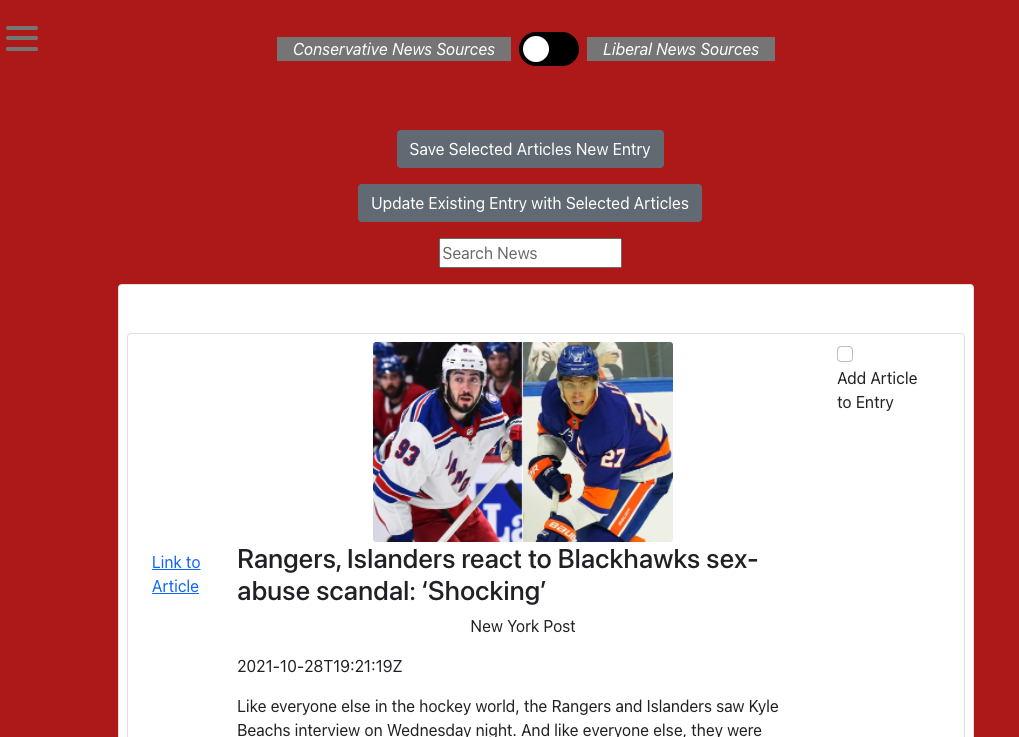 Conservative News Sources
Liberal News Sources
Save Selected Articles New Entry
Update Existing Entry with Selected Articles
Search News
Add Article
to Entry
93
27
Link to
Article
Rangers, Islanders react to Blackhawks sex-
abuse scandal: ‘Shocking’
New York Post
2021-10-28T19:21:19Z
Like everyone else in the hockey world, the Rangers and Islanders saw Kyle
Beachs interview on Wednesday night. And like everyone else, they were